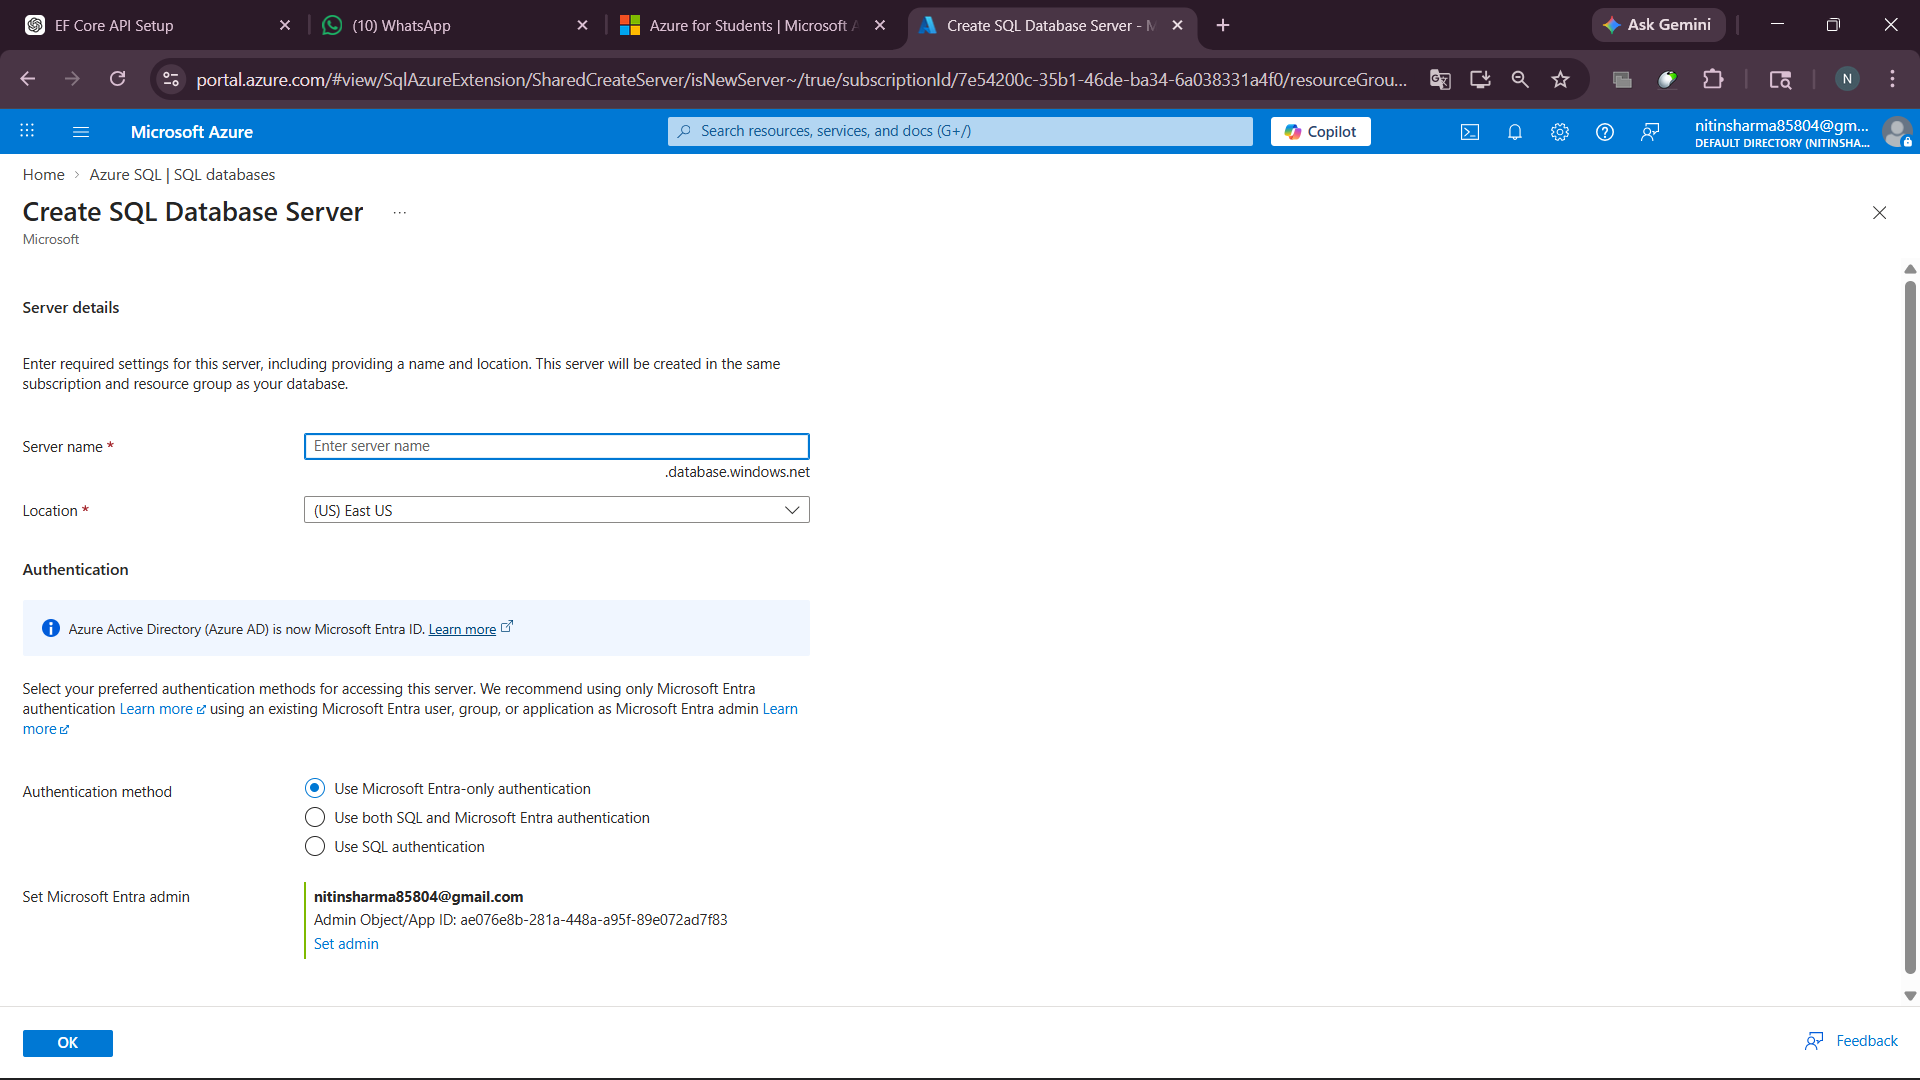 EF Core API Setup
(10) WhatsApp
Azure for Students | Microsoft A
Create SQL Database Server - M
Ask Gemini
portal.azure.com/#view/SqlAzureExtension/SharedCreateServer/isNewServer~/true/subscriptionId/7e54200c-35b1-46de-ba34-6a038331a4f0/resourceGrou...
N
Microsoft Azure
Search resources, services, and docs (G+/)
Copilot
nitinsharma85804@gm...
DEFAULT DIRECTORY (NITINSHA...
Home > Azure SQL | SQL databases
Create SQL Database Server ...
Microsoft
Server details
Enter required settings for this server, including providing a name and location. This server will be created in the same
subscription and resource group as your database.
Server name *
Enter server name
.database.windows.net
Location *
(US) East US
Authentication
Azure Active Directory (Azure AD) is now Microsoft Entra ID. Learn more
Select your preferred authentication methods for accessing this server. We recommend using only Microsoft Entra
authentication Learn more using an existing Microsoft Entra user, group, or application as Microsoft Entra admin Learn
more
Authentication method
Use Microsoft Entra-only authentication
Use both SQL and Microsoft Entra authentication
Use SQL authentication
Set Microsoft Entra admin
nitinsharma85804@gmail.com
Admin Object/App ID: ae076e8b-281a-448a-a95f-89e072ad7f83
Set admin
OK
Feedback